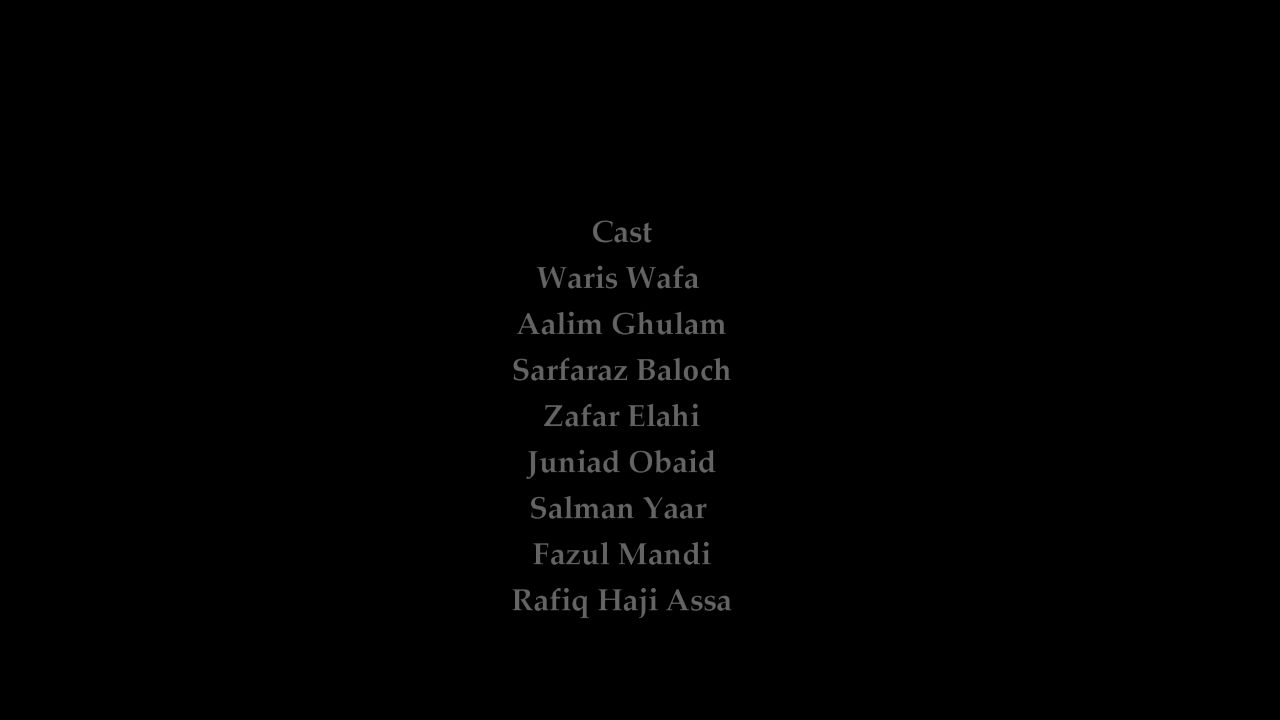 Cast
Waris Wafa
Aalim Ghulam
Sarfaraz Baloch
Zafar Elahi
Juniad Obaid
Salman Yaar
Fazul Mandi
Rafiq Haji Assa